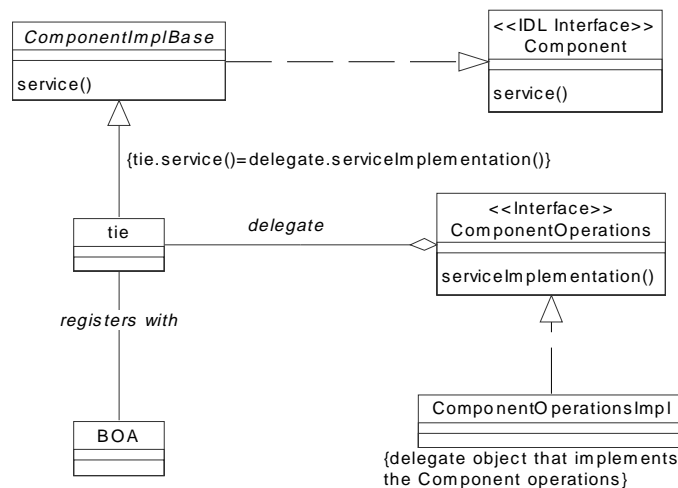 ComponentImplBase
service()
<<IDL Interface>>
Component
service()
{tie.service()=delegate.serviceImplementation()}
tie
delegate
<<Interface>>
ComponentOperations
serviceImplementation()
registers with
BOA
ComponentOperationsImpl
{delegate object that implements
the Component operations}